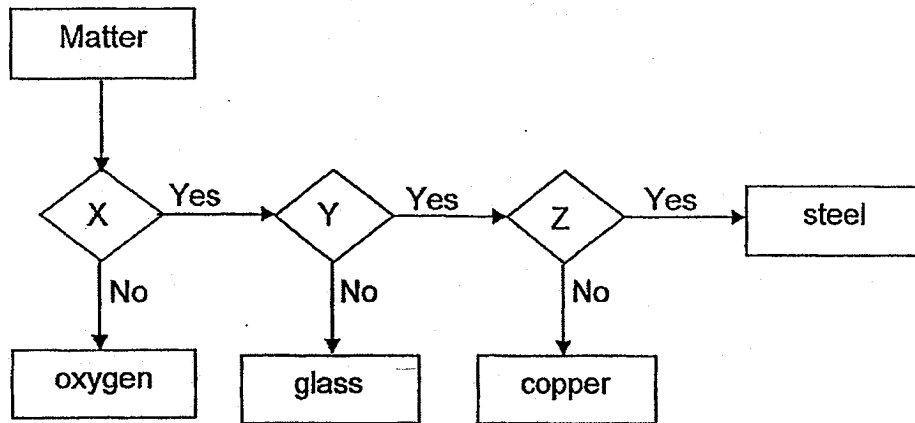 Matter
X
Yes
Y
Yes
Z
Yes
steel
No
No
No
oxygen
glass
copper